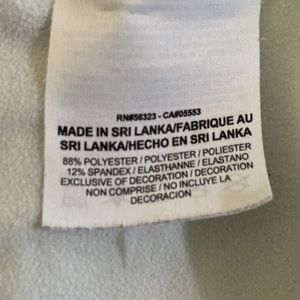 RN#56323 - CA#05553
MADE IN SRI LANKA/FABRIQUE AU
SRI LANKA/HECHO EN SRI LANKA
88% POLYESTER / POLYESTER / POLIESTER
12% SPANDEX / ELASTHANNE / ELASTANO
EXCLUSIVE OF DECORATION / DECORATION
NON COMPRISE / NO INCLUYE LA
DECORACION